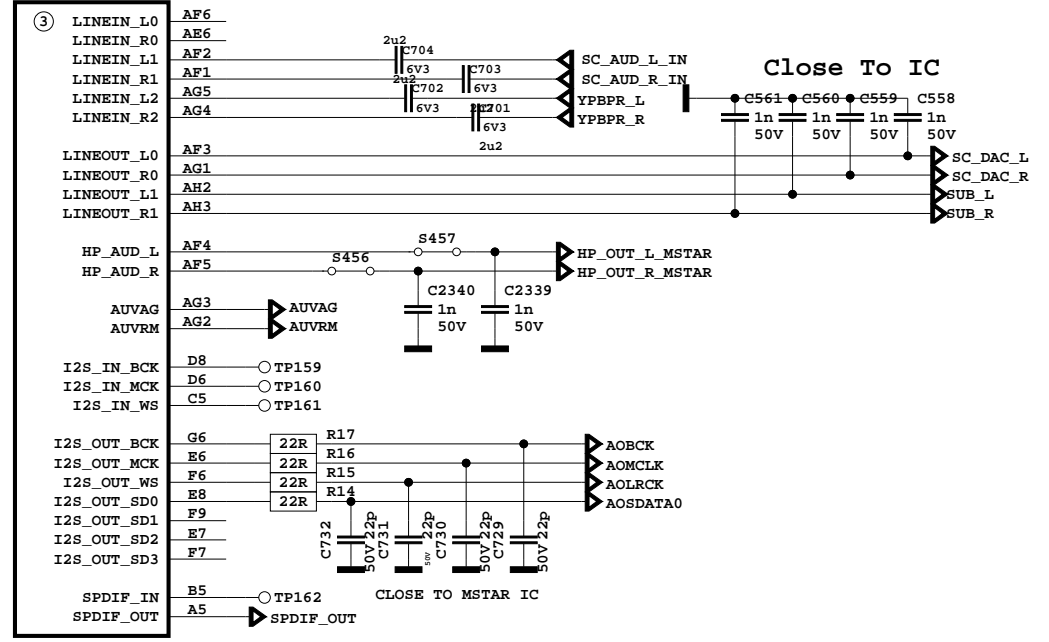 ③
LINEIN_L0 AF6
LINEIN_R0 AE6
LINEIN_L1 AF2 2u2 C704 6V3 SC_AUD_L_IN
LINEIN_R1 AF1 2u2 C703 6V3 SC_AUD_R_IN
LINEIN_L2 AG5 C702 6V3 YPBPR_L
LINEIN_R2 AG4 2u2 C701 6V3 YPBPR_R
2u2
Close To IC
C561 C560 C559 C558
1n 1n 1n 1n
50V 50V 50V 50V
LINEOUT_L0 AF3 SC_DAC_L
LINEOUT_R0 AG1 SC_DAC_R
LINEOUT_L1 AH2 SUB_L
LINEOUT_R1 AH3 SUB_R
HP_AUD_L AF4 S457 HP_OUT_L_MSTAR
HP_AUD_R AF5 S456 HP_OUT_R_MSTAR
C2340 C2339
1n 1n
50V 50V
AUVAG AG3 AUVAG
AUVRM AG2 AUVRM
I2S_IN_BCK D8 TP159
I2S_IN_MCK D6 TP160
I2S_IN_WS C5 TP161
I2S_OUT_BCK G6 22R R17 AOBCK
I2S_OUT_MCK E6 22R R16 AOMCLK
I2S_OUT_WS F6 22R R15 AOLRCK
I2S_OUT_SD0 E8 22R R14 AOSDATA0
I2S_OUT_SD1 F9
I2S_OUT_SD2 E7
I2S_OUT_SD3 F7
C732 50V 22p
C731 50V 22p
C730 50V 22p
C729 50V 22p
CLOSE TO MSTAR IC
SPDIF_IN B5 TP162
SPDIF_OUT A5 SPDIF_OUT